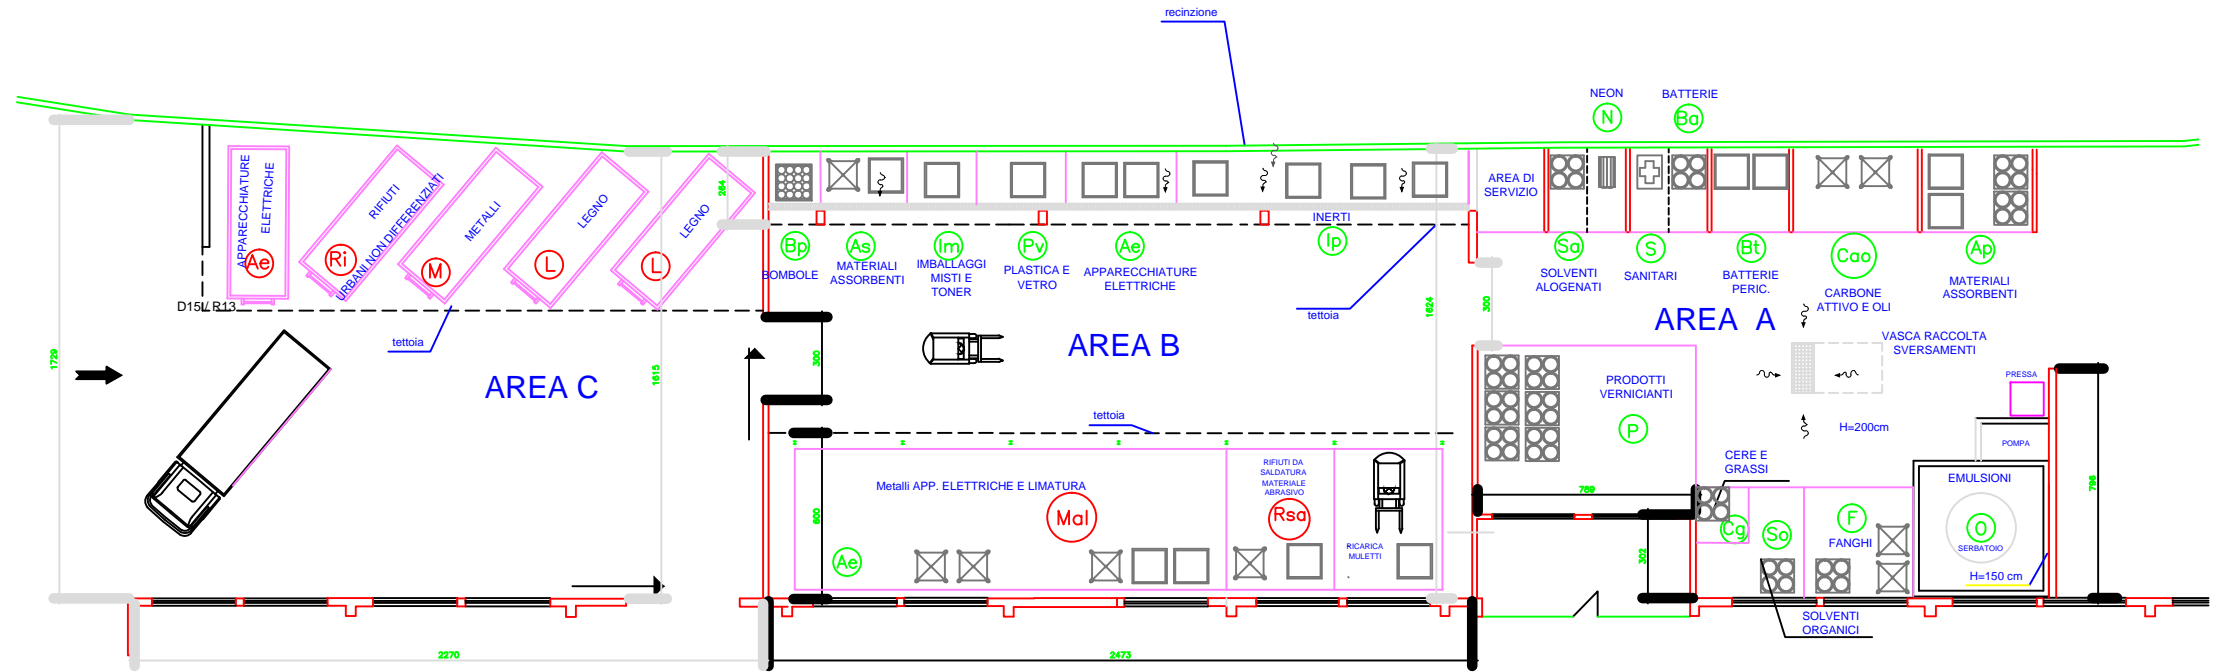 recinzione
NEON
BATTERIE
N
Ba
APPARECCHIATURE
ELETTRICHE
Ae
RIFIUTI
URBANI NON DIFFERENZIATI
Ri
METALLI
M
LEGNO
L
LEGNO
L
D15I/ R13
tettoia
264
AREA DI
SERVIZIO
INERTI
Bp
BOMBOLE
As
MATERIALI
ASSORBENTI
Im
IMBALLAGGI
MISTI E
TONER
Pv
PLASTICA E
VETRO
Ae
APPARECCHIATURE
ELETTRICHE
Ip
tettoia
Sa
SOLVENTI
ALOGENATI
S
SANITARI
Bt
BATTERIE
PERIC.
Cao
CARBONE
ATTIVO E OLI
Ap
MATERIALI
ASSORBENTI
1729
1615
300
1624
300
AREA C
AREA B
AREA A
VASCA RACCOLTA
SVERSAMENTI
PRESSA
PRODOTTI
VERNICIANTI
P
H=200cm
POMPA
tettoia
CERE E
GRASSI
Metalli APP. ELETTRICHE E LIMATURA
Mal
Ae
600
RIFIUTI DA
SALDATURA
MATERIALE
ABRASIVO
Rsa
RICARICA
MULETTI
789
302
Cg
So
F
FANGHI
EMULSIONI
O
SERBATOIO
H=150 cm
796
SOLVENTI
ORGANICI
2270
2473